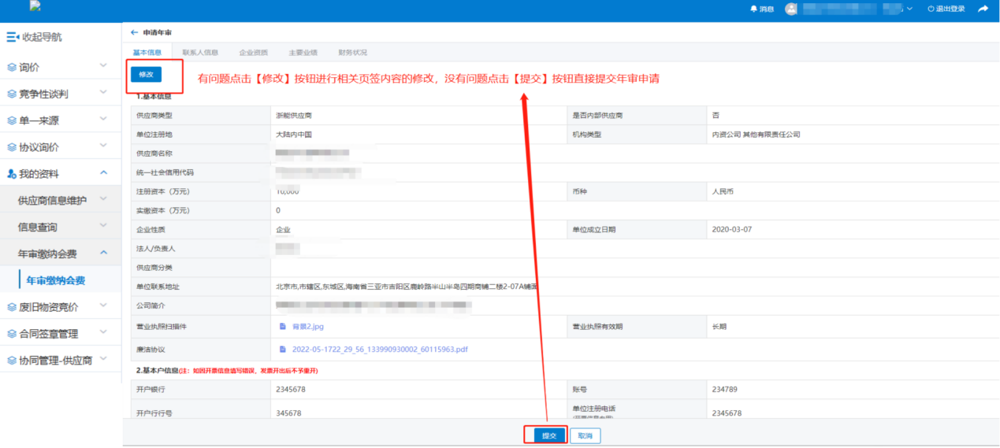 消息
退出登录
收起导航
申请年审
基本信息 联系人信息 企业资质 主要业绩 财务状况
询价
修改
有问题点击【修改】按钮进行相关页签内容的修改，没有问题点击【提交】按钮直接提交年审申请
竞争性谈判
1.基本信息
供应商类型 浙能供应商 是否内部供应商 否
单一来源
单位注册地 大陆内中国 机构类型 内资公司 其他有限责任公司
协议询价
供应商名称
我的资料
统一社会信用代码
注册资本（万元） 10,000 币种 人民币
供应商信息维护
实缴资本（万元） 0
信息查询
企业性质 企业 单位成立日期 2020-03-07
法人/负责人
年审缴纳会费
供应商分类
年审缴纳会费
单位联系地址 北京市,市辖区,东城区,海南省三亚市吉阳区鹿岭路半山半岛四期商铺二楼2-07A铺面
公司简介
废旧物资竞价
营业执照扫描件 背景2.jpg 营业执照有效期 长期
合同签章管理
廉洁协议 2022-05-1722_29_56_133990930002_60115963.pdf
协同管理-供应商
2.基本户信息(注：如因开票信息填写错误，发票开出后不予重开)
开户银行 2345678 账号 234789
开户行行号 345678 单位注册电话 2345678
提交 取消